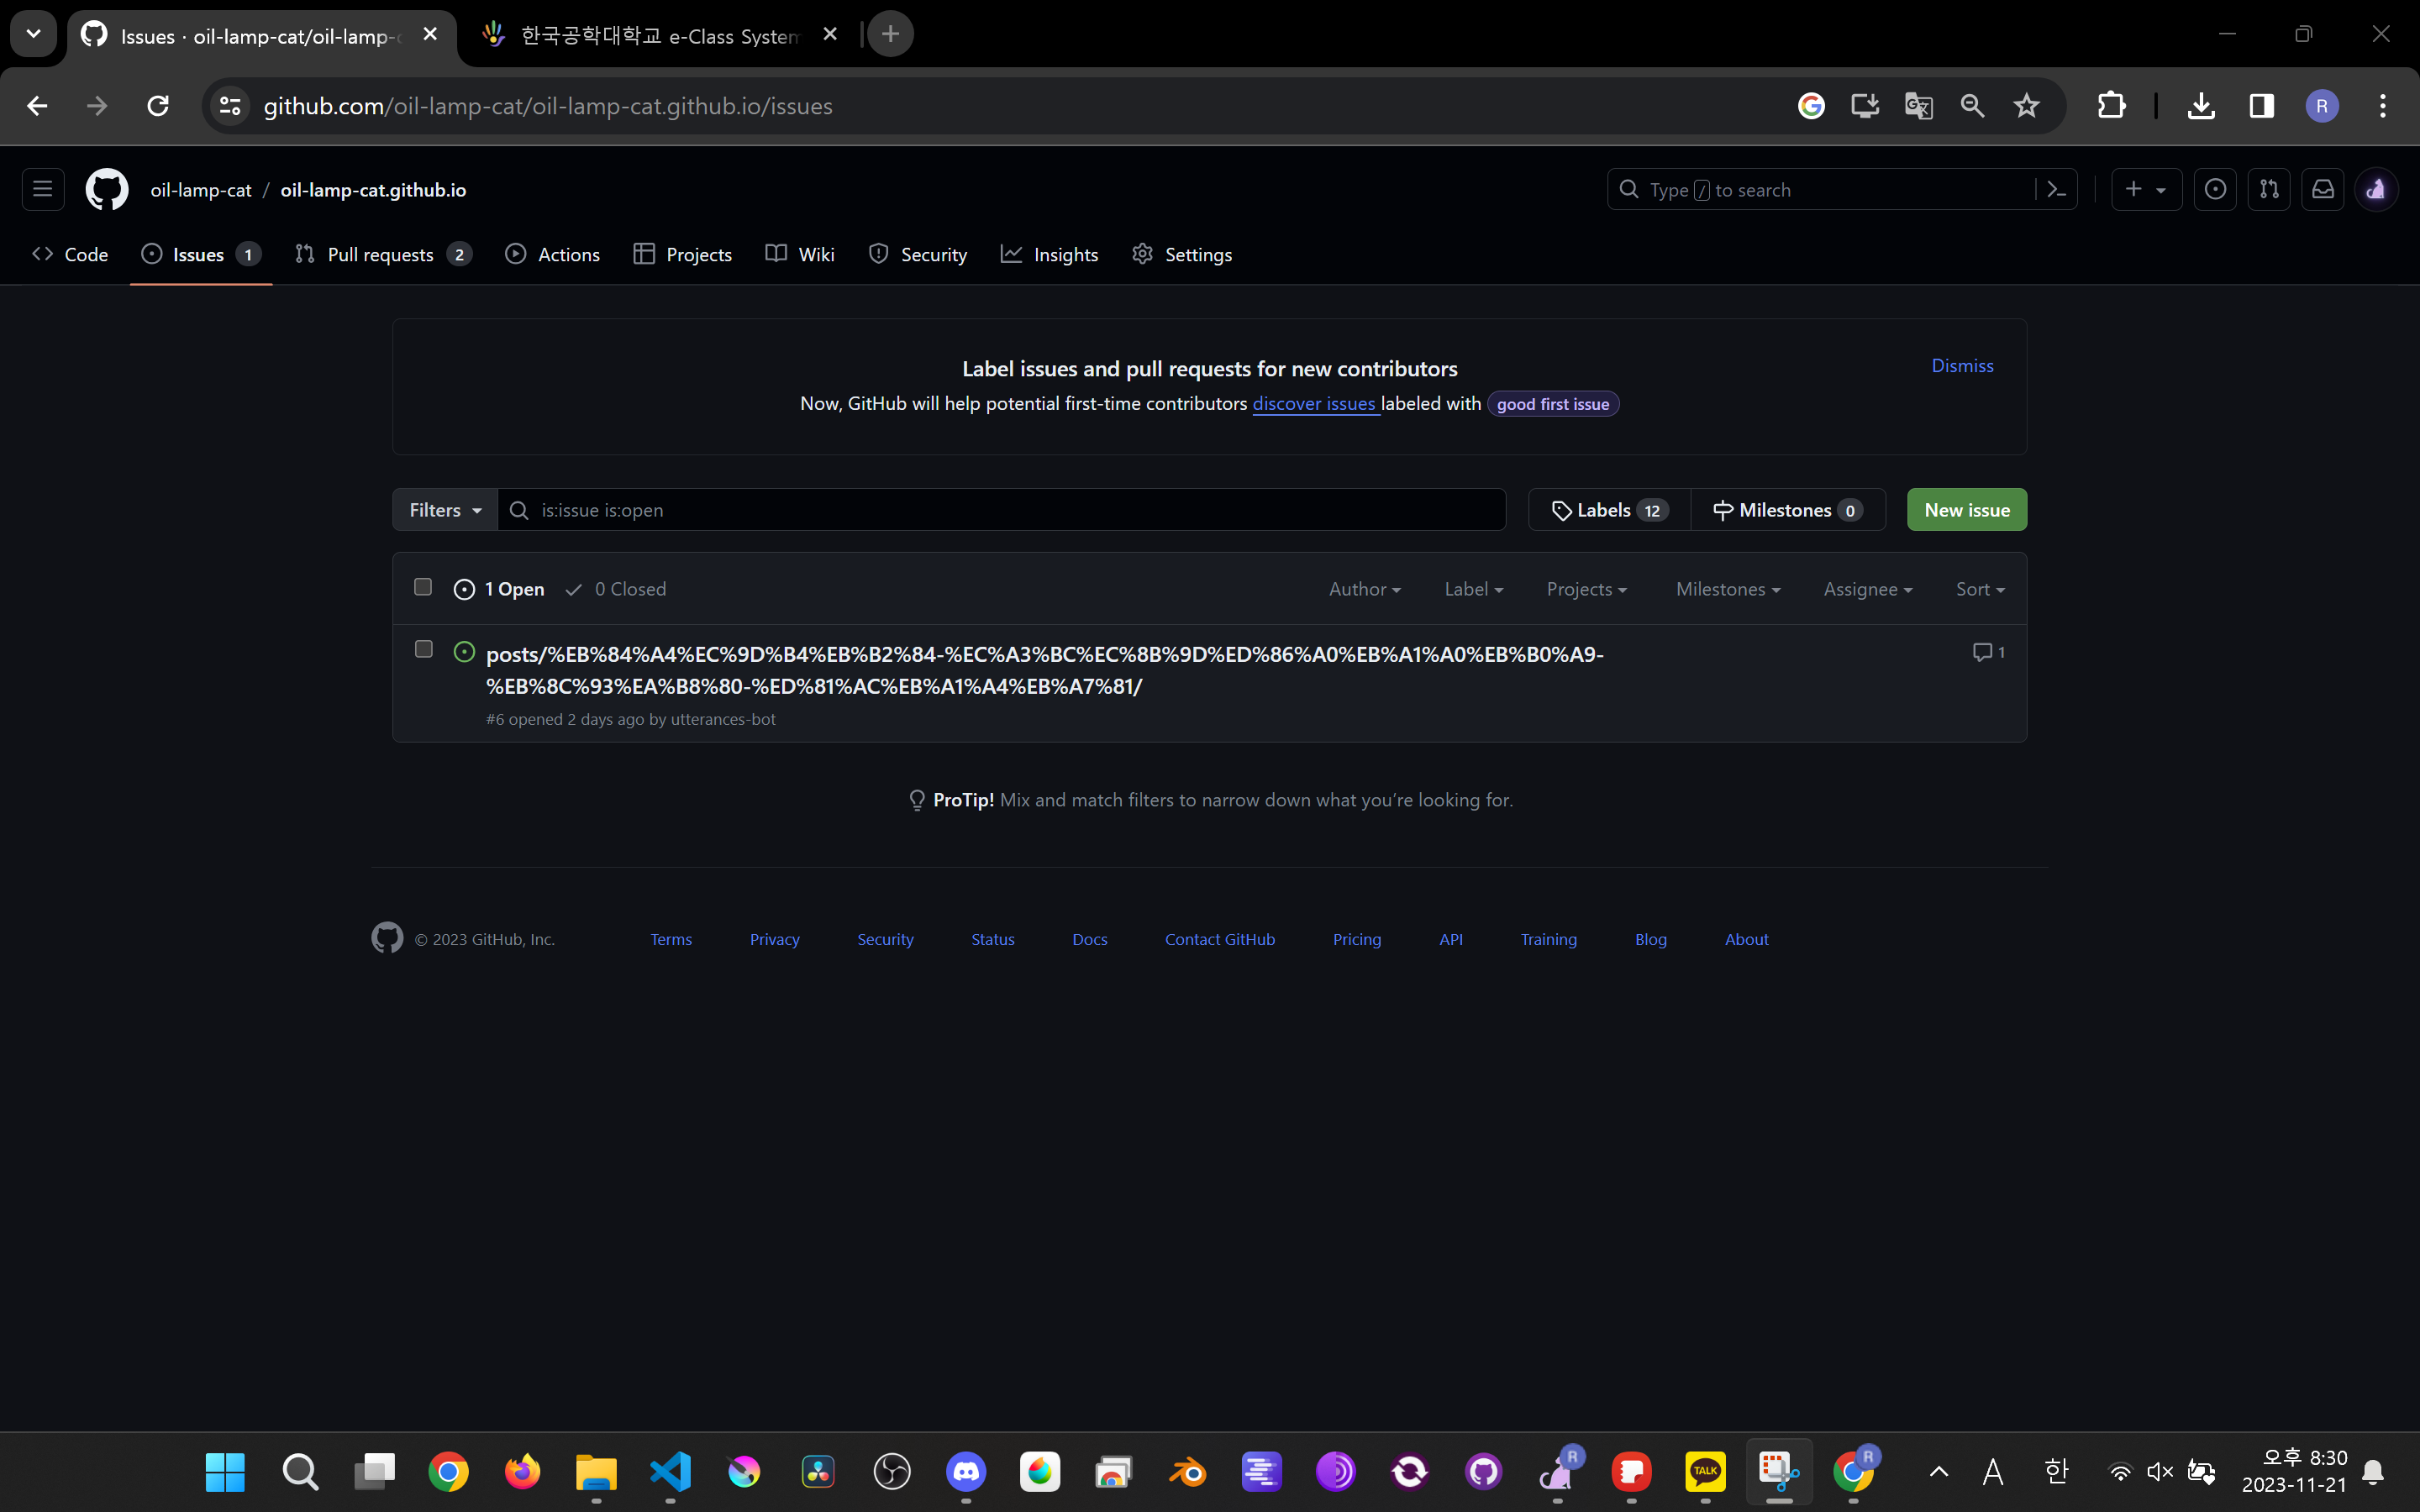 Issues · oil-lamp-cat/oil-lamp-c
한국공학대학교 e-Class System
github.com/oil-lamp-cat/oil-lamp-cat.github.io/issues
R
oil-lamp-cat / oil-lamp-cat.github.io
Type / to search
Code
Issues 1
Pull requests 2
Actions
Projects
Wiki
Security
Insights
Settings
Label issues and pull requests for new contributors
Dismiss
Now, GitHub will help potential first-time contributors discover issues labeled with good first issue
Filters
is:issue is:open
Labels 12
Milestones 0
New issue
1 Open
0 Closed
Author
Label
Projects
Milestones
Assignee
Sort
posts/%EB%84%A4%EC%9D%B4%EB%B2%84-%EC%A3%BC%EC%8B%9D%ED%86%A0%EB%A1%A0%EB%B0%A9-
%EB%8C%93%EA%B8%80-%ED%81%AC%EB%A1%A4%EB%A7%81/
1
#6 opened 2 days ago by utterances-bot
ProTip! Mix and match filters to narrow down what you’re looking for.
© 2023 GitHub, Inc.
Terms
Privacy
Security
Status
Docs
Contact GitHub
Pricing
API
Training
Blog
About
R
TALK
R
A
한
오후 8:30
2023-11-21